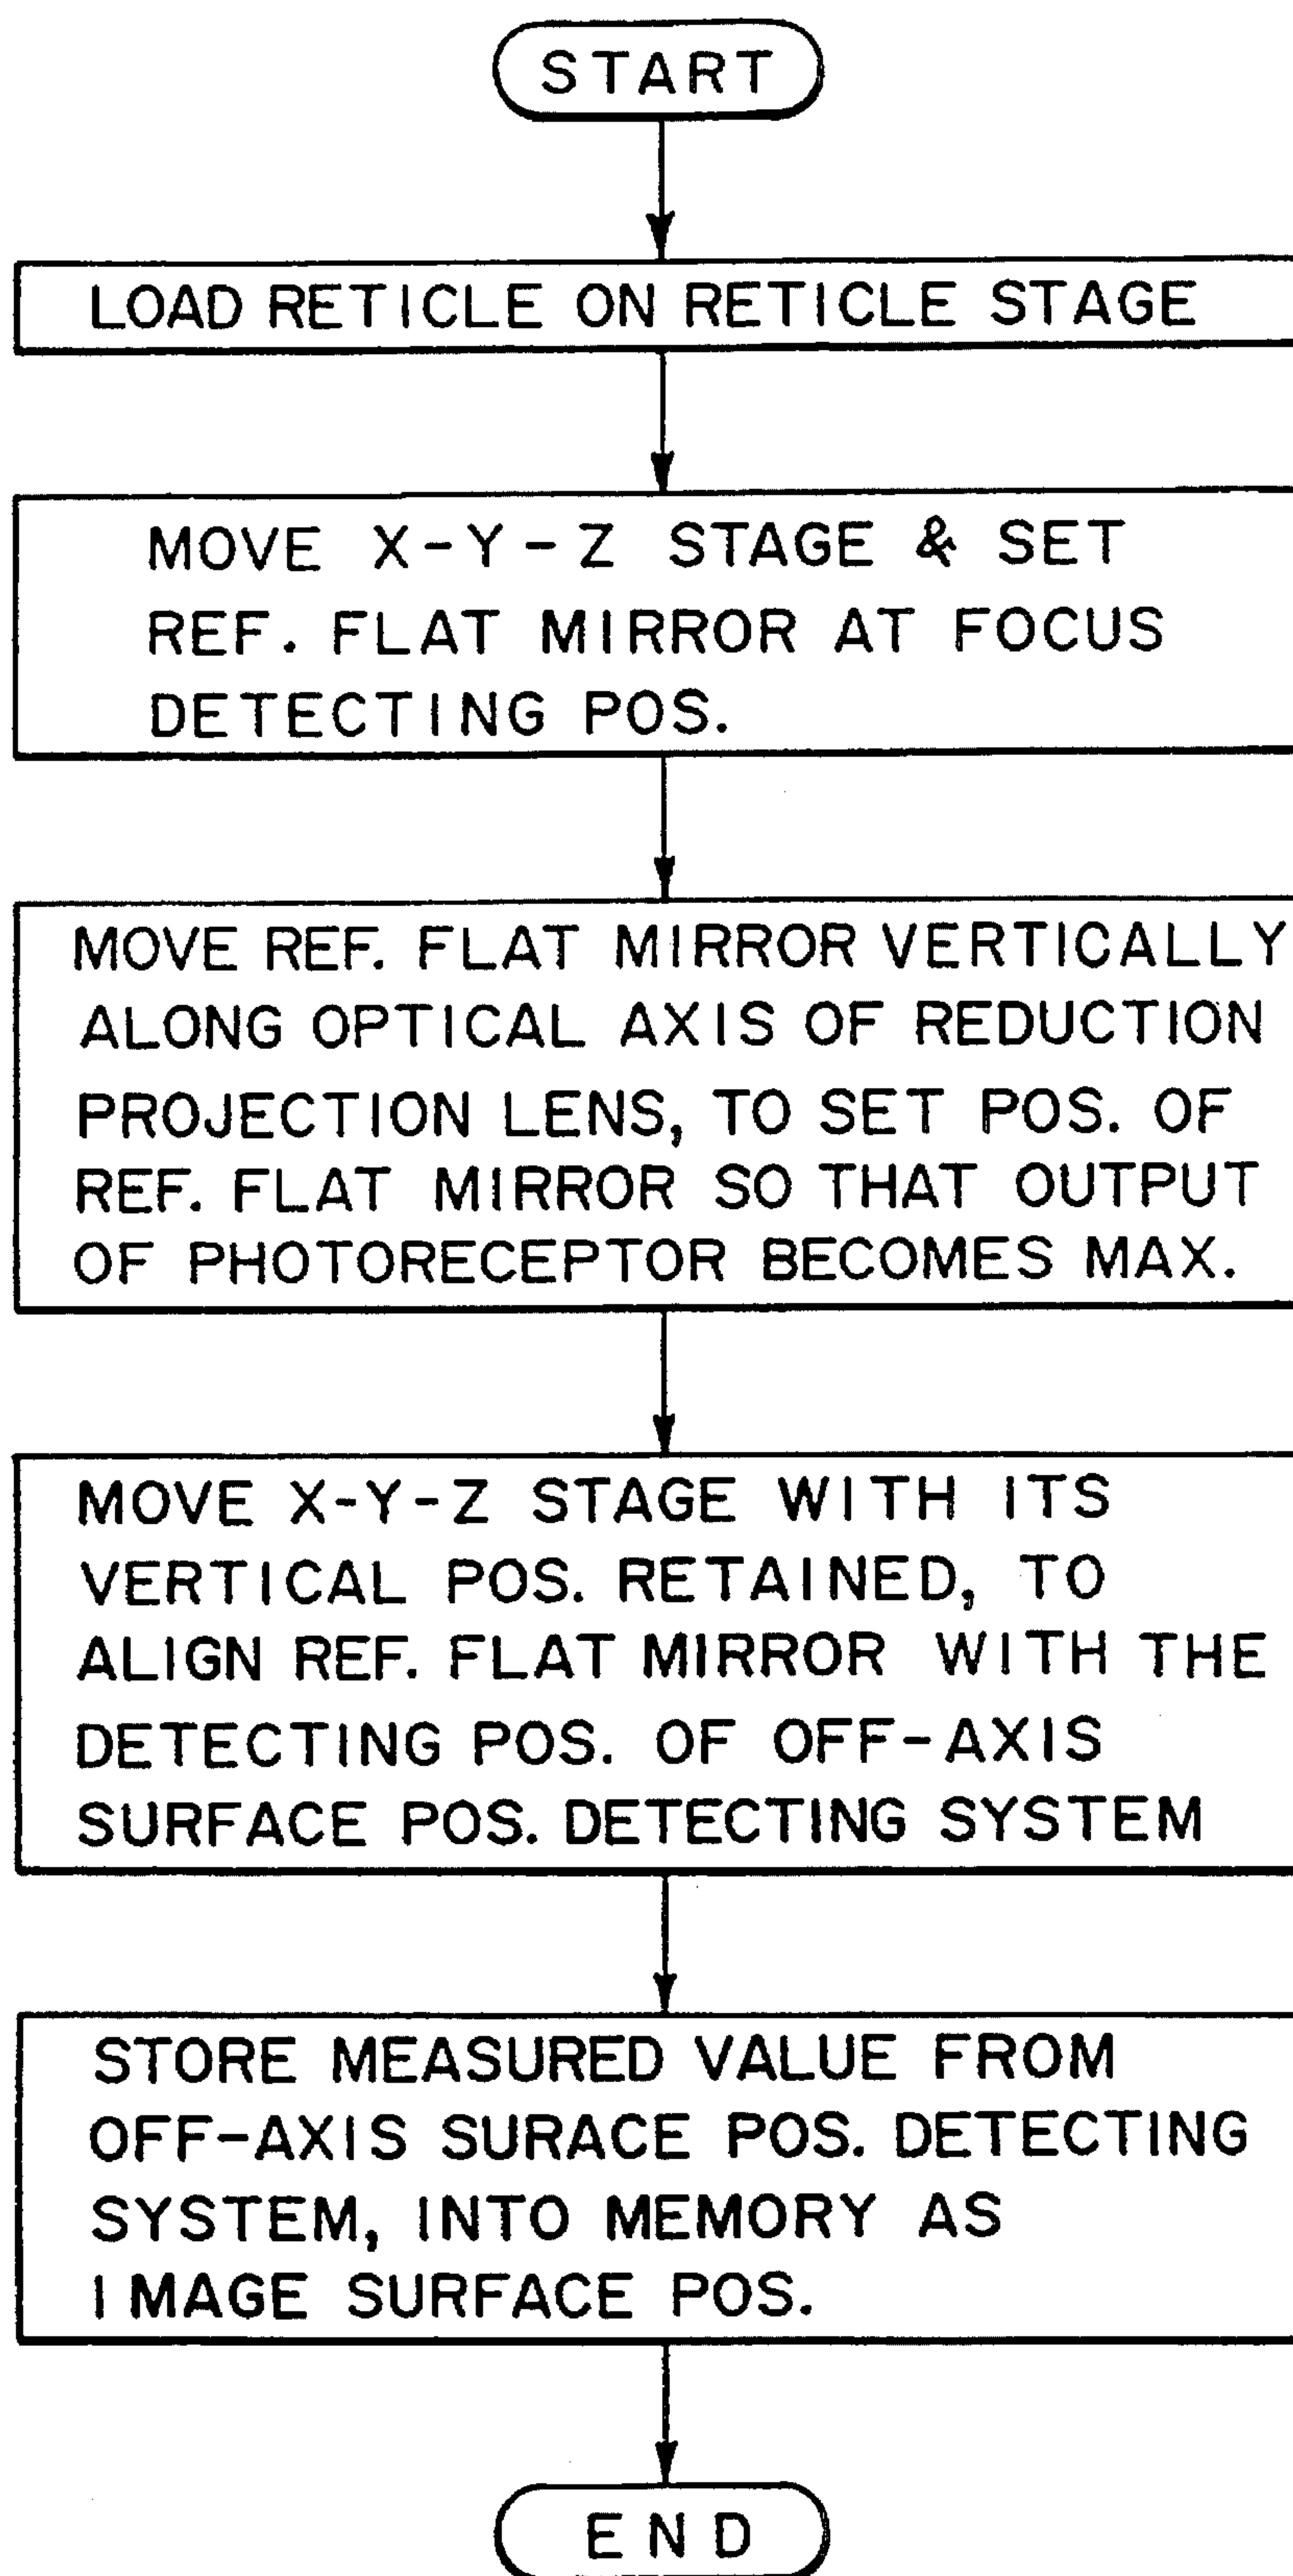 START
LOAD RETICLE ON RETICLE STAGE
MOVE X-Y-Z STAGE & SET
REF. FLAT MIRROR AT FOCUS
DETECTING POS.
MOVE REF. FLAT MIRROR VERTICALLY
ALONG OPTICAL AXIS OF REDUCTION
PROJECTION LENS, TO SET POS. OF
REF. FLAT MIRROR SO THAT OUTPUT
OF PHOTORECEPTOR BECOMES MAX.
MOVE X-Y-Z STAGE WITH ITS
VERTICAL POS. RETAINED, TO
ALIGN REF. FLAT MIRROR WITH THE
DETECTING POS. OF OFF-AXIS
SURFACE POS. DETECTING SYSTEM
STORE MEASURED VALUE FROM
OFF-AXIS SURACE POS. DETECTING
SYSTEM, INTO MEMORY AS
IMAGE SURFACE POS.
END